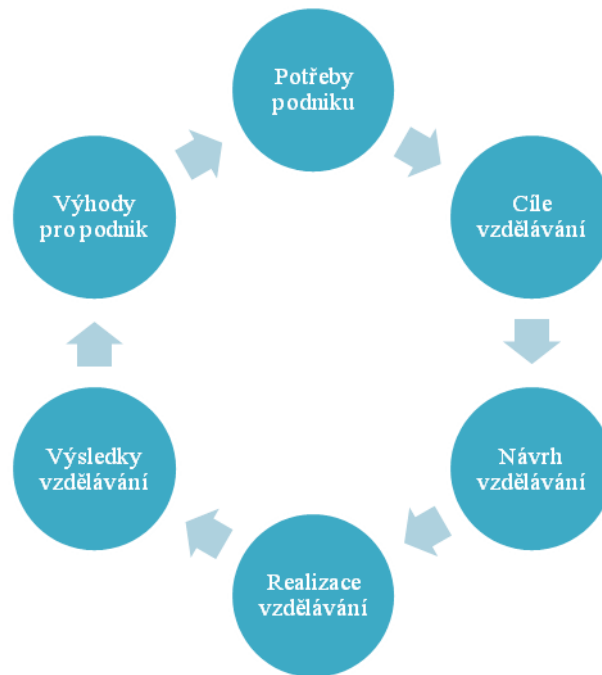 Potřeby
podniku
Cíle
vzdělávání
Návrh
vzdělávání
Realizace
vzdělávání
Výsledky
vzdělávání
Výhody
pro podnik